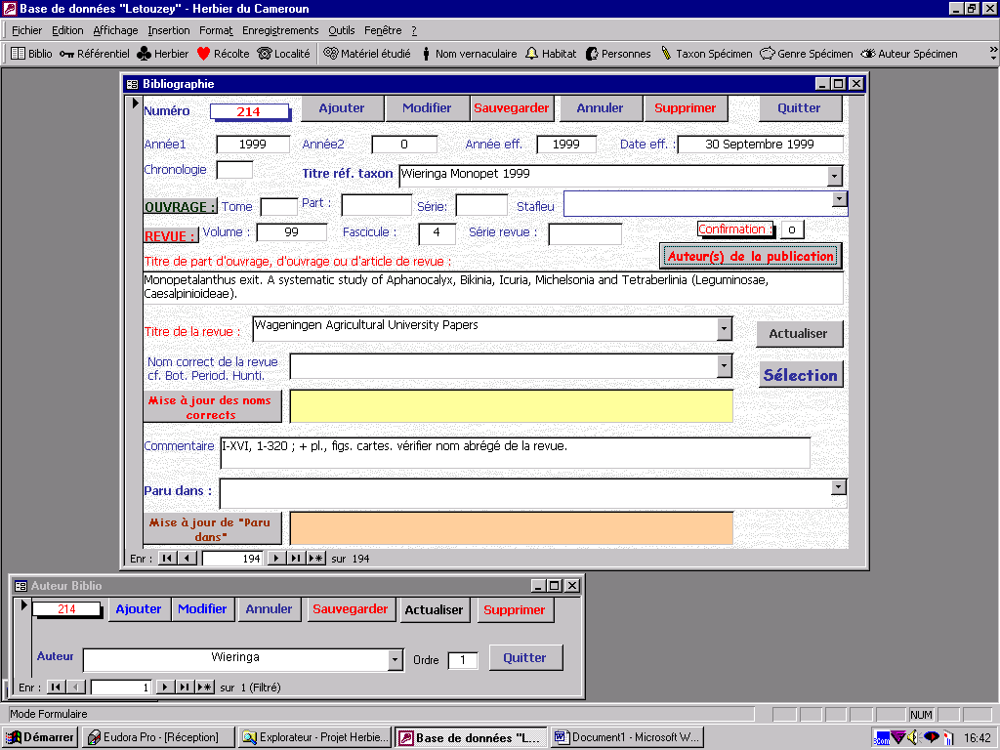 Base de données "Letouzey" - Herbier du Cameroun
Fichier Edition Affichage Insertion Format Enregistrements Outils Fenêtre ?
Biblio Référentiel Herbier Récolte Localité Matériel étudié Nom vernaculaire Habitat Personnes Taxon Spécimen Genre Spécimen Auteur Spécimen
Bibliographie
Numéro 214 Ajouter Modifier Sauvegarder Annuler Supprimer Quitter
Année1 1999 Année2 0 Année eff. 1999 Date eff. : 30 Septembre 1999
Chronologie Titre réf. taxon Wieringa Monopet 1999
OUVRAGE : Tome Part : Série: Stafleu
REVUE : Volume : 99 Fascicule : 4 Série revue : Confirmation : o
Titre de part d'ouvrage, d'ouvrage ou d'article de revue : Auteur(s) de la publication
Monopetalanthus exit. A systematic study of Aphanocalyx, Bikinia, Icuria, Michelsonia and Tetraberlinia (Leguminosae,
Caesalpinioideae).
Titre de la revue : Wageningen Agricultural University Papers Actualiser
Nom correct de la revue
cf. Bot. Period. Hunti. Sélection
Mise à jour des noms
corrects
Commentaire I-XVI, 1-320 ; + pl., figs. cartes. vérifier nom abrégé de la revue.
Paru dans :
Mise à jour de "Paru
dans"
Enr : 194 sur 194
Auteur Biblio
214 Ajouter Modifier Annuler Sauvegarder Actualiser Supprimer
Auteur Wieringa Ordre 1 Quitter
Enr : 1 sur 1 (Filtré)
Mode Formulaire NUM
Démarrer Eudora Pro - [Réception] Explorateur - Projet Herbie... Base de données "L... Document1 - Microsoft W... 16:42